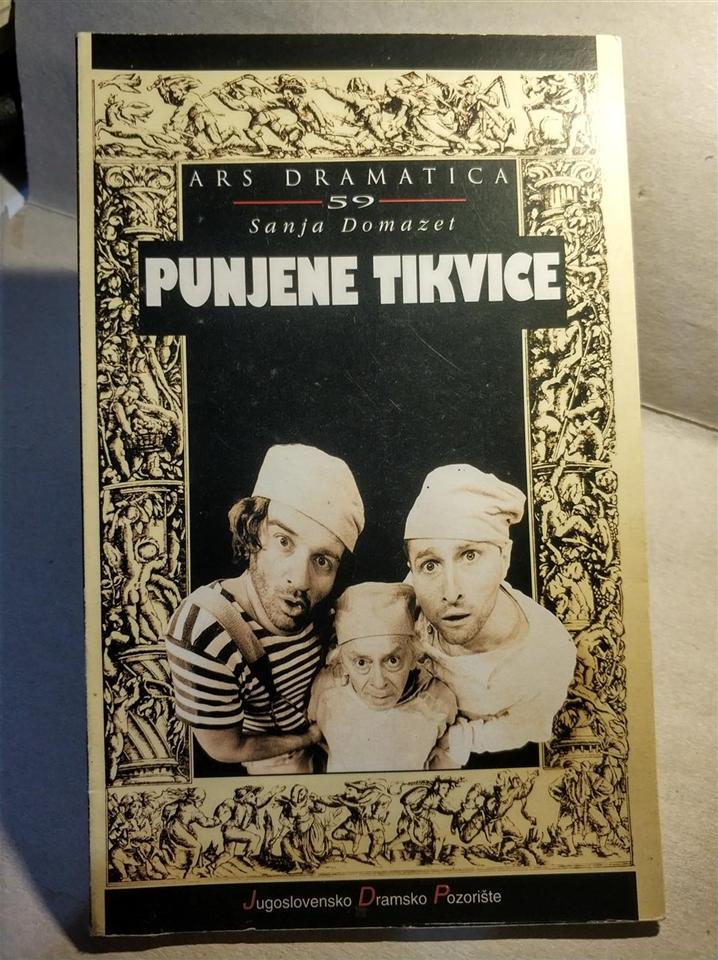 ARS DRAMATICA
59
Sanja Domazet
PUNJENE TIKVICE
Jugoslovensko Dramsko Pozorište